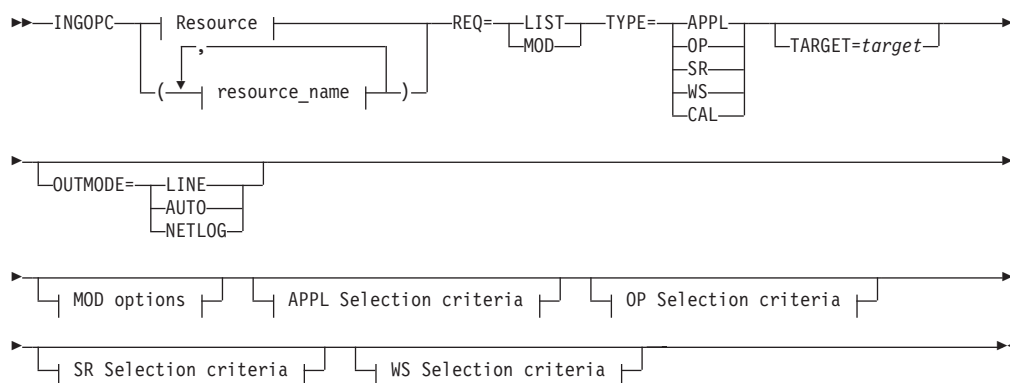 INGOPC Resource REQ= LIST TYPE= APPL
, MOD OP TARGET=target
( resource_name ) SR
WS
CAL
OUTMODE= LINE
AUTO
NETLOG
MOD options APPL Selection criteria OP Selection criteria
SR Selection criteria WS Selection criteria